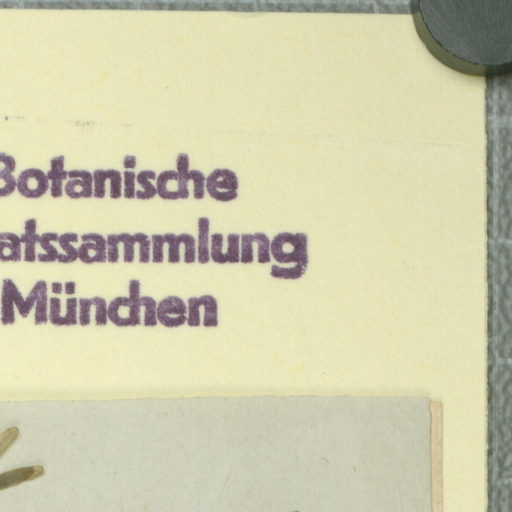 Botanische
atssammlung
München